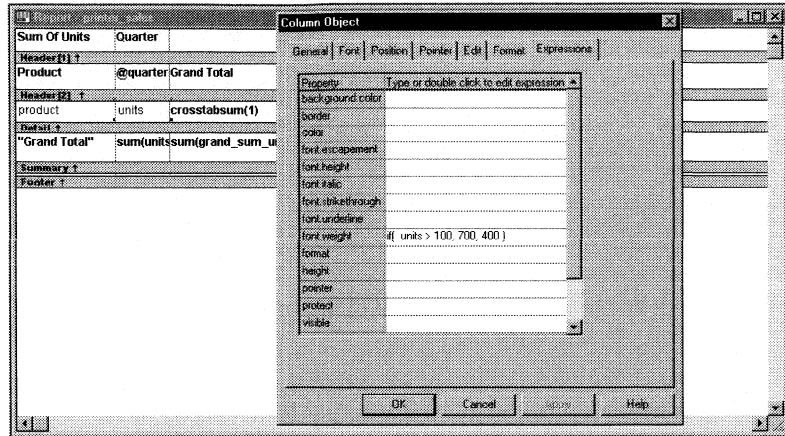 Report - printer_sales
Sum Of Units Quarter
Header[1] ↑
Product @quarter Grand Total
Header[2] ↑
product units crosstabsum(1)
Detail ↑
"Grand Total" sum(units sum(grand_sum_u
Summary ↑
Footer ↑
Column Object
General Font Position Pointer Edit Format Expressions
Property Type or double click to edit expression
background.color
border
color
font.escapement
font.height
font.italic
font.strikethrough
font.underline
font.weight if( units > 100, 700, 400 )
format
height
pointer
protect
visible
OK Cancel Apply Help